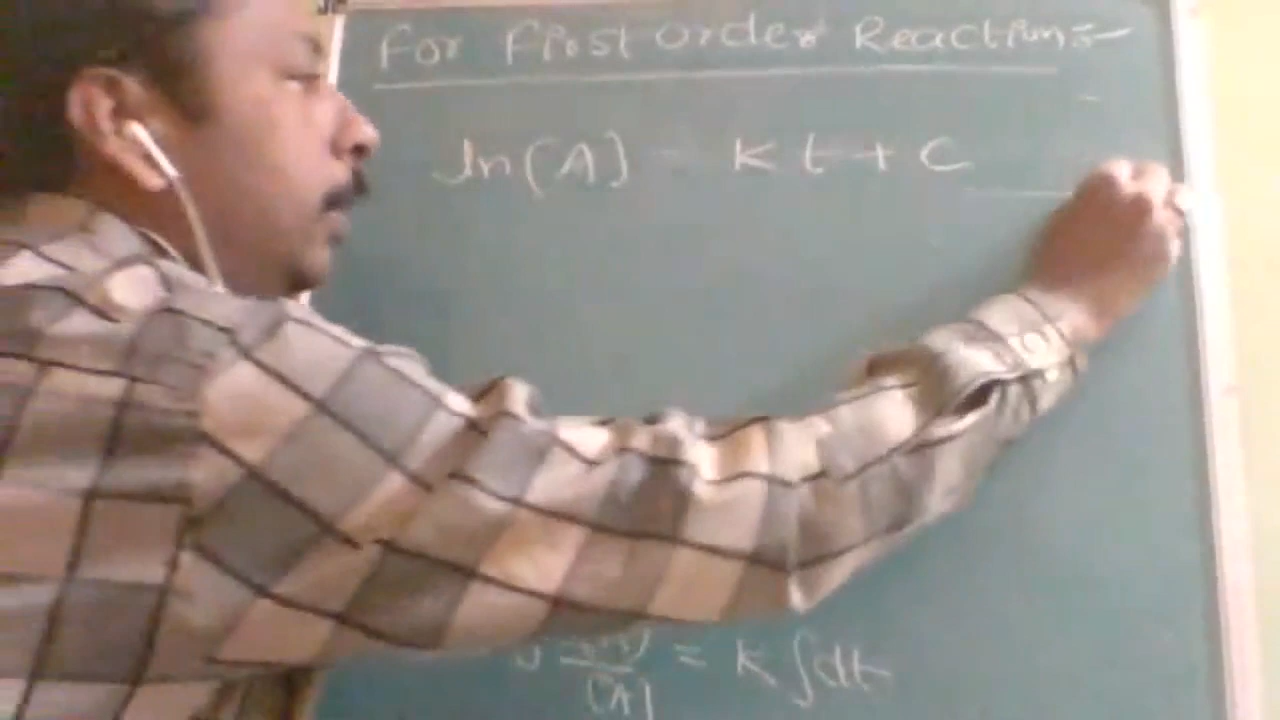 For First Order Reaction:-
ln[A] = Kt + C
[A] = K∫dt